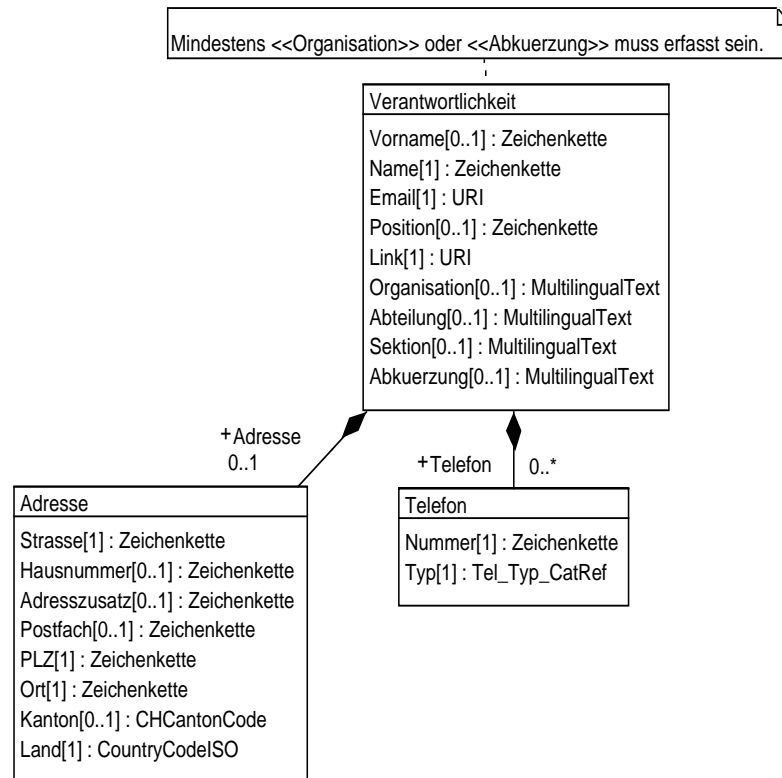 Mindestens <<Organisation>> oder <<Abkuerzung>> muss erfasst sein.
Verantwortlichkeit
Vorname[0..1] : Zeichenkette
Name[1] : Zeichenkette
Email[1] : URI
Position[0..1] : Zeichenkette
Link[1] : URI
Organisation[0..1] : MultilingualText
Abteilung[0..1] : MultilingualText
Sektion[0..1] : MultilingualText
Abkuerzung[0..1] : MultilingualText
+Adresse
0..1
+Telefon 0..*
Adresse
Strasse[1] : Zeichenkette
Hausnummer[0..1] : Zeichenkette
Adresszusatz[0..1] : Zeichenkette
Postfach[0..1] : Zeichenkette
PLZ[1] : Zeichenkette
Ort[1] : Zeichenkette
Kanton[0..1] : CHCantonCode
Land[1] : CountryCodeISO
Telefon
Nummer[1] : Zeichenkette
Typ[1] : Tel_Typ_CatRef